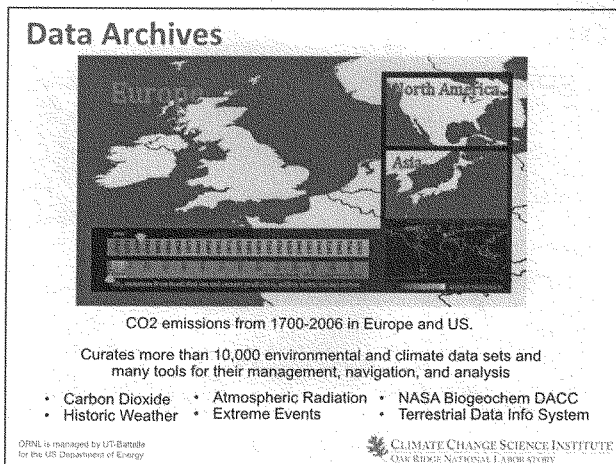 Data Archives
Europe
North America
Asia
CO2 emissions from 1700-2006 in Europe and US.
Curates more than 10,000 environmental and climate data sets and
many tools for their management, navigation, and analysis
• Carbon Dioxide • Atmospheric Radiation • NASA Biogeochem DACC
• Historic Weather • Extreme Events • Terrestrial Data Info System
ORNL is managed by UT-Battelle
for the US Department of Energy
CLIMATE CHANGE SCIENCE INSTITUTE
OAK RIDGE NATIONAL LABORATORY